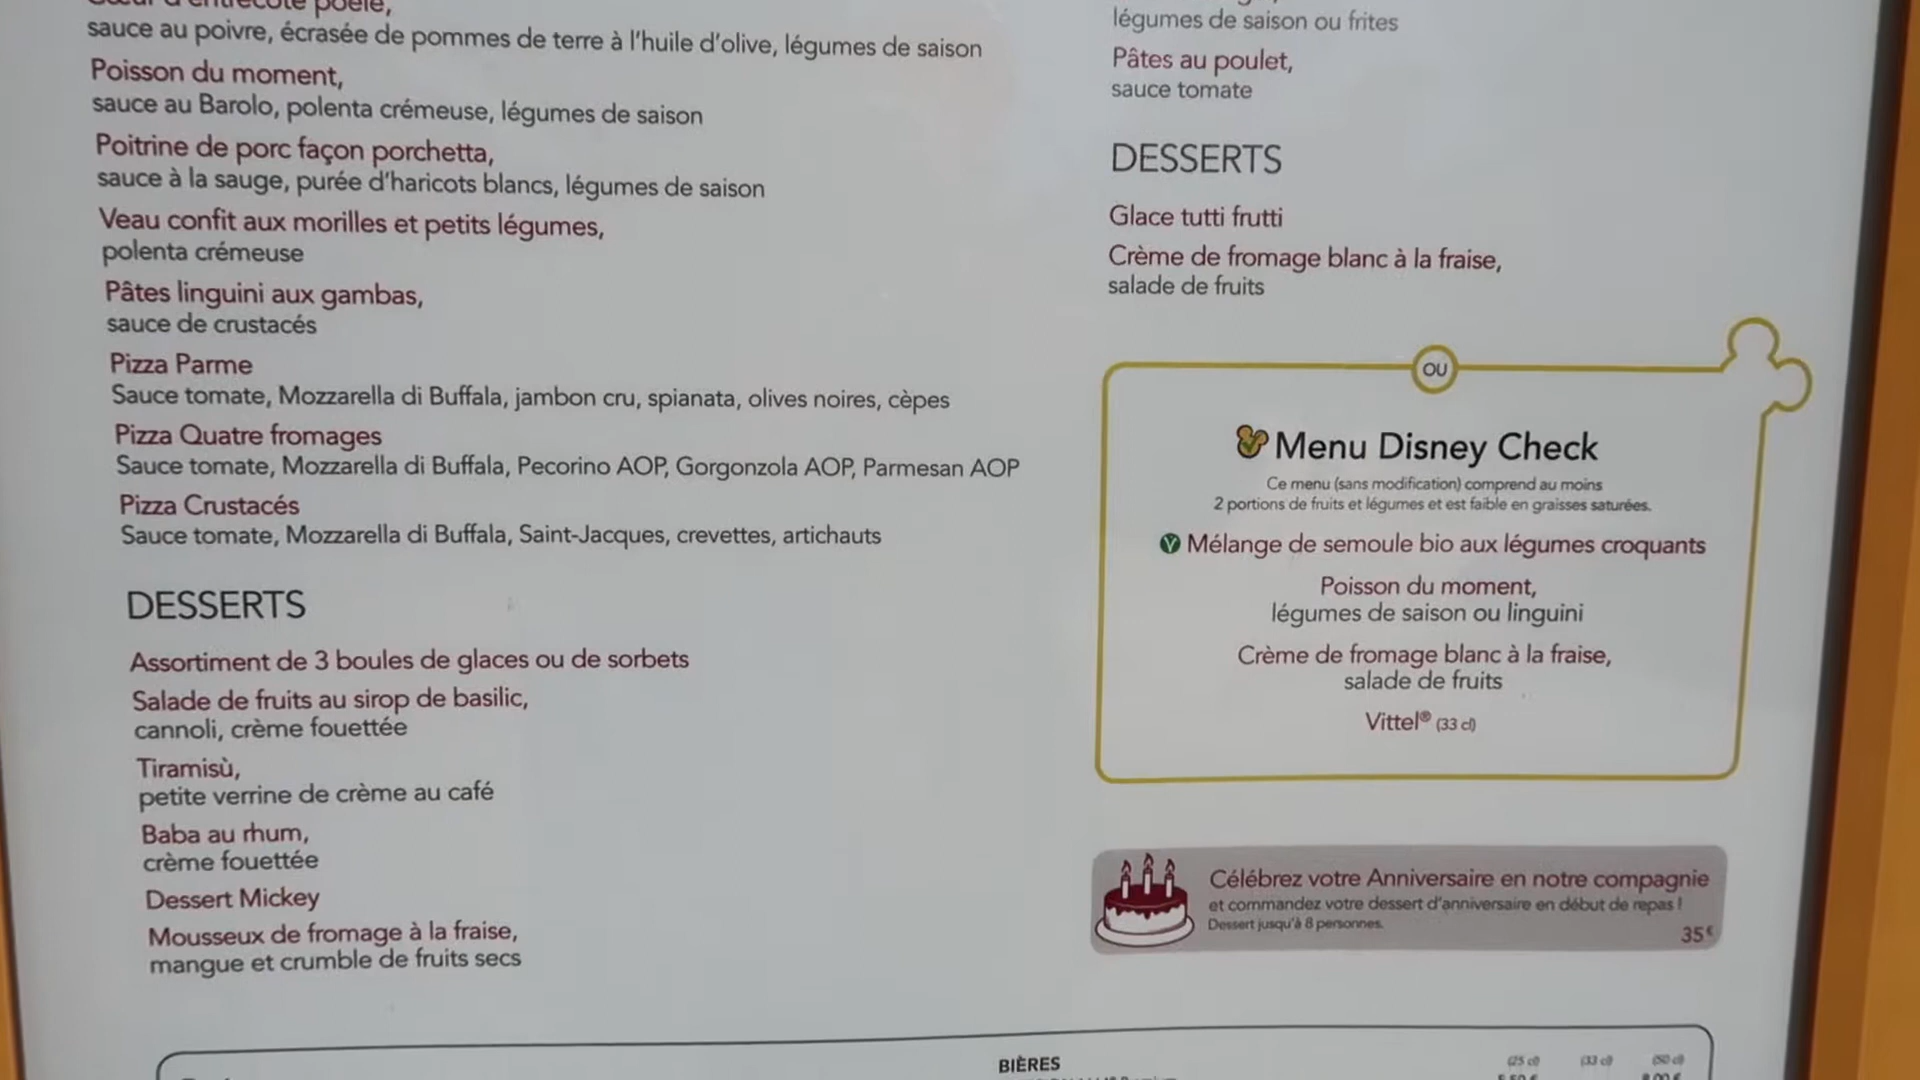 sauce au poivre, écrasée de pommes de terre à l'huile d'olive, légumes de saison
Poisson du moment,
sauce au Barolo, polenta crémeuse, légumes de saison
Poitrine de porc façon porchetta,
sauce à la sauge, purée d'haricots blancs, légumes de saison
Veau confit aux morilles et petits légumes,
polenta crémeuse
Pâtes linguini aux gambas,
sauce de crustacés
Pizza Parme
Sauce tomate, Mozzarella di Buffala, jambon cru, spianata, olives noires, cèpes
Pizza Quatre fromages
Sauce tomate, Mozzarella di Buffala, Pecorino AOP, Gorgonzola AOP, Parmesan AOP
Pizza Crustacés
Sauce tomate, Mozzarella di Buffala, Saint-Jacques, crevettes, artichauts
DESSERTS
Assortiment de 3 boules de glaces ou de sorbets
Salade de fruits au sirop de basilic,
cannoli, crème fouettée
Tiramisù,
petite verrine de crème au café
Baba au rhum,
crème fouettée
Dessert Mickey
Mousseux de fromage à la fraise,
mangue et crumble de fruits secs
légumes de saison ou frites
Pâtes au poulet,
sauce tomate
DESSERTS
Glace tutti frutti
Crème de fromage blanc à la fraise,
salade de fruits
OU
Menu Disney Check
Ce menu (sans modification) comprend au moins
2 portions de fruits et légumes et est faible en graisses saturées.
V Mélange de semoule bio aux légumes croquants
Poisson du moment,
légumes de saison ou linguini
Crème de fromage blanc à la fraise,
salade de fruits
Vittel® (33 cl)
Célébrez votre Anniversaire en notre compagnie
et commandez votre dessert d'anniversaire en début de repas !
Dessert jusqu'à 8 personnes.
35€
BIÈRES
(25 cl) (33 cl) (50 cl)